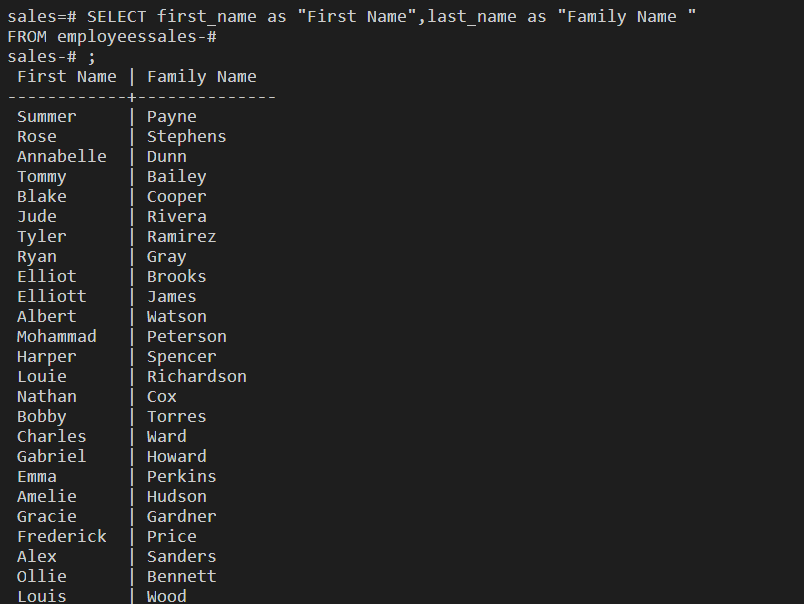 sales=# SELECT first_name as "First Name",last_name as "Family Name "
FROM employeessales-#
sales-# ;
 First Name | Family Name
------------+--------------
 Summer     | Payne
 Rose       | Stephens
 Annabelle  | Dunn
 Tommy      | Bailey
 Blake      | Cooper
 Jude       | Rivera
 Tyler      | Ramirez
 Ryan       | Gray
 Elliot     | Brooks
 Elliott    | James
 Albert     | Watson
 Mohammad   | Peterson
 Harper     | Spencer
 Louie      | Richardson
 Nathan     | Cox
 Bobby      | Torres
 Charles    | Ward
 Gabriel    | Howard
 Emma       | Perkins
 Amelie     | Hudson
 Gracie     | Gardner
 Frederick  | Price
 Alex       | Sanders
 Ollie      | Bennett
 Louis      | Wood